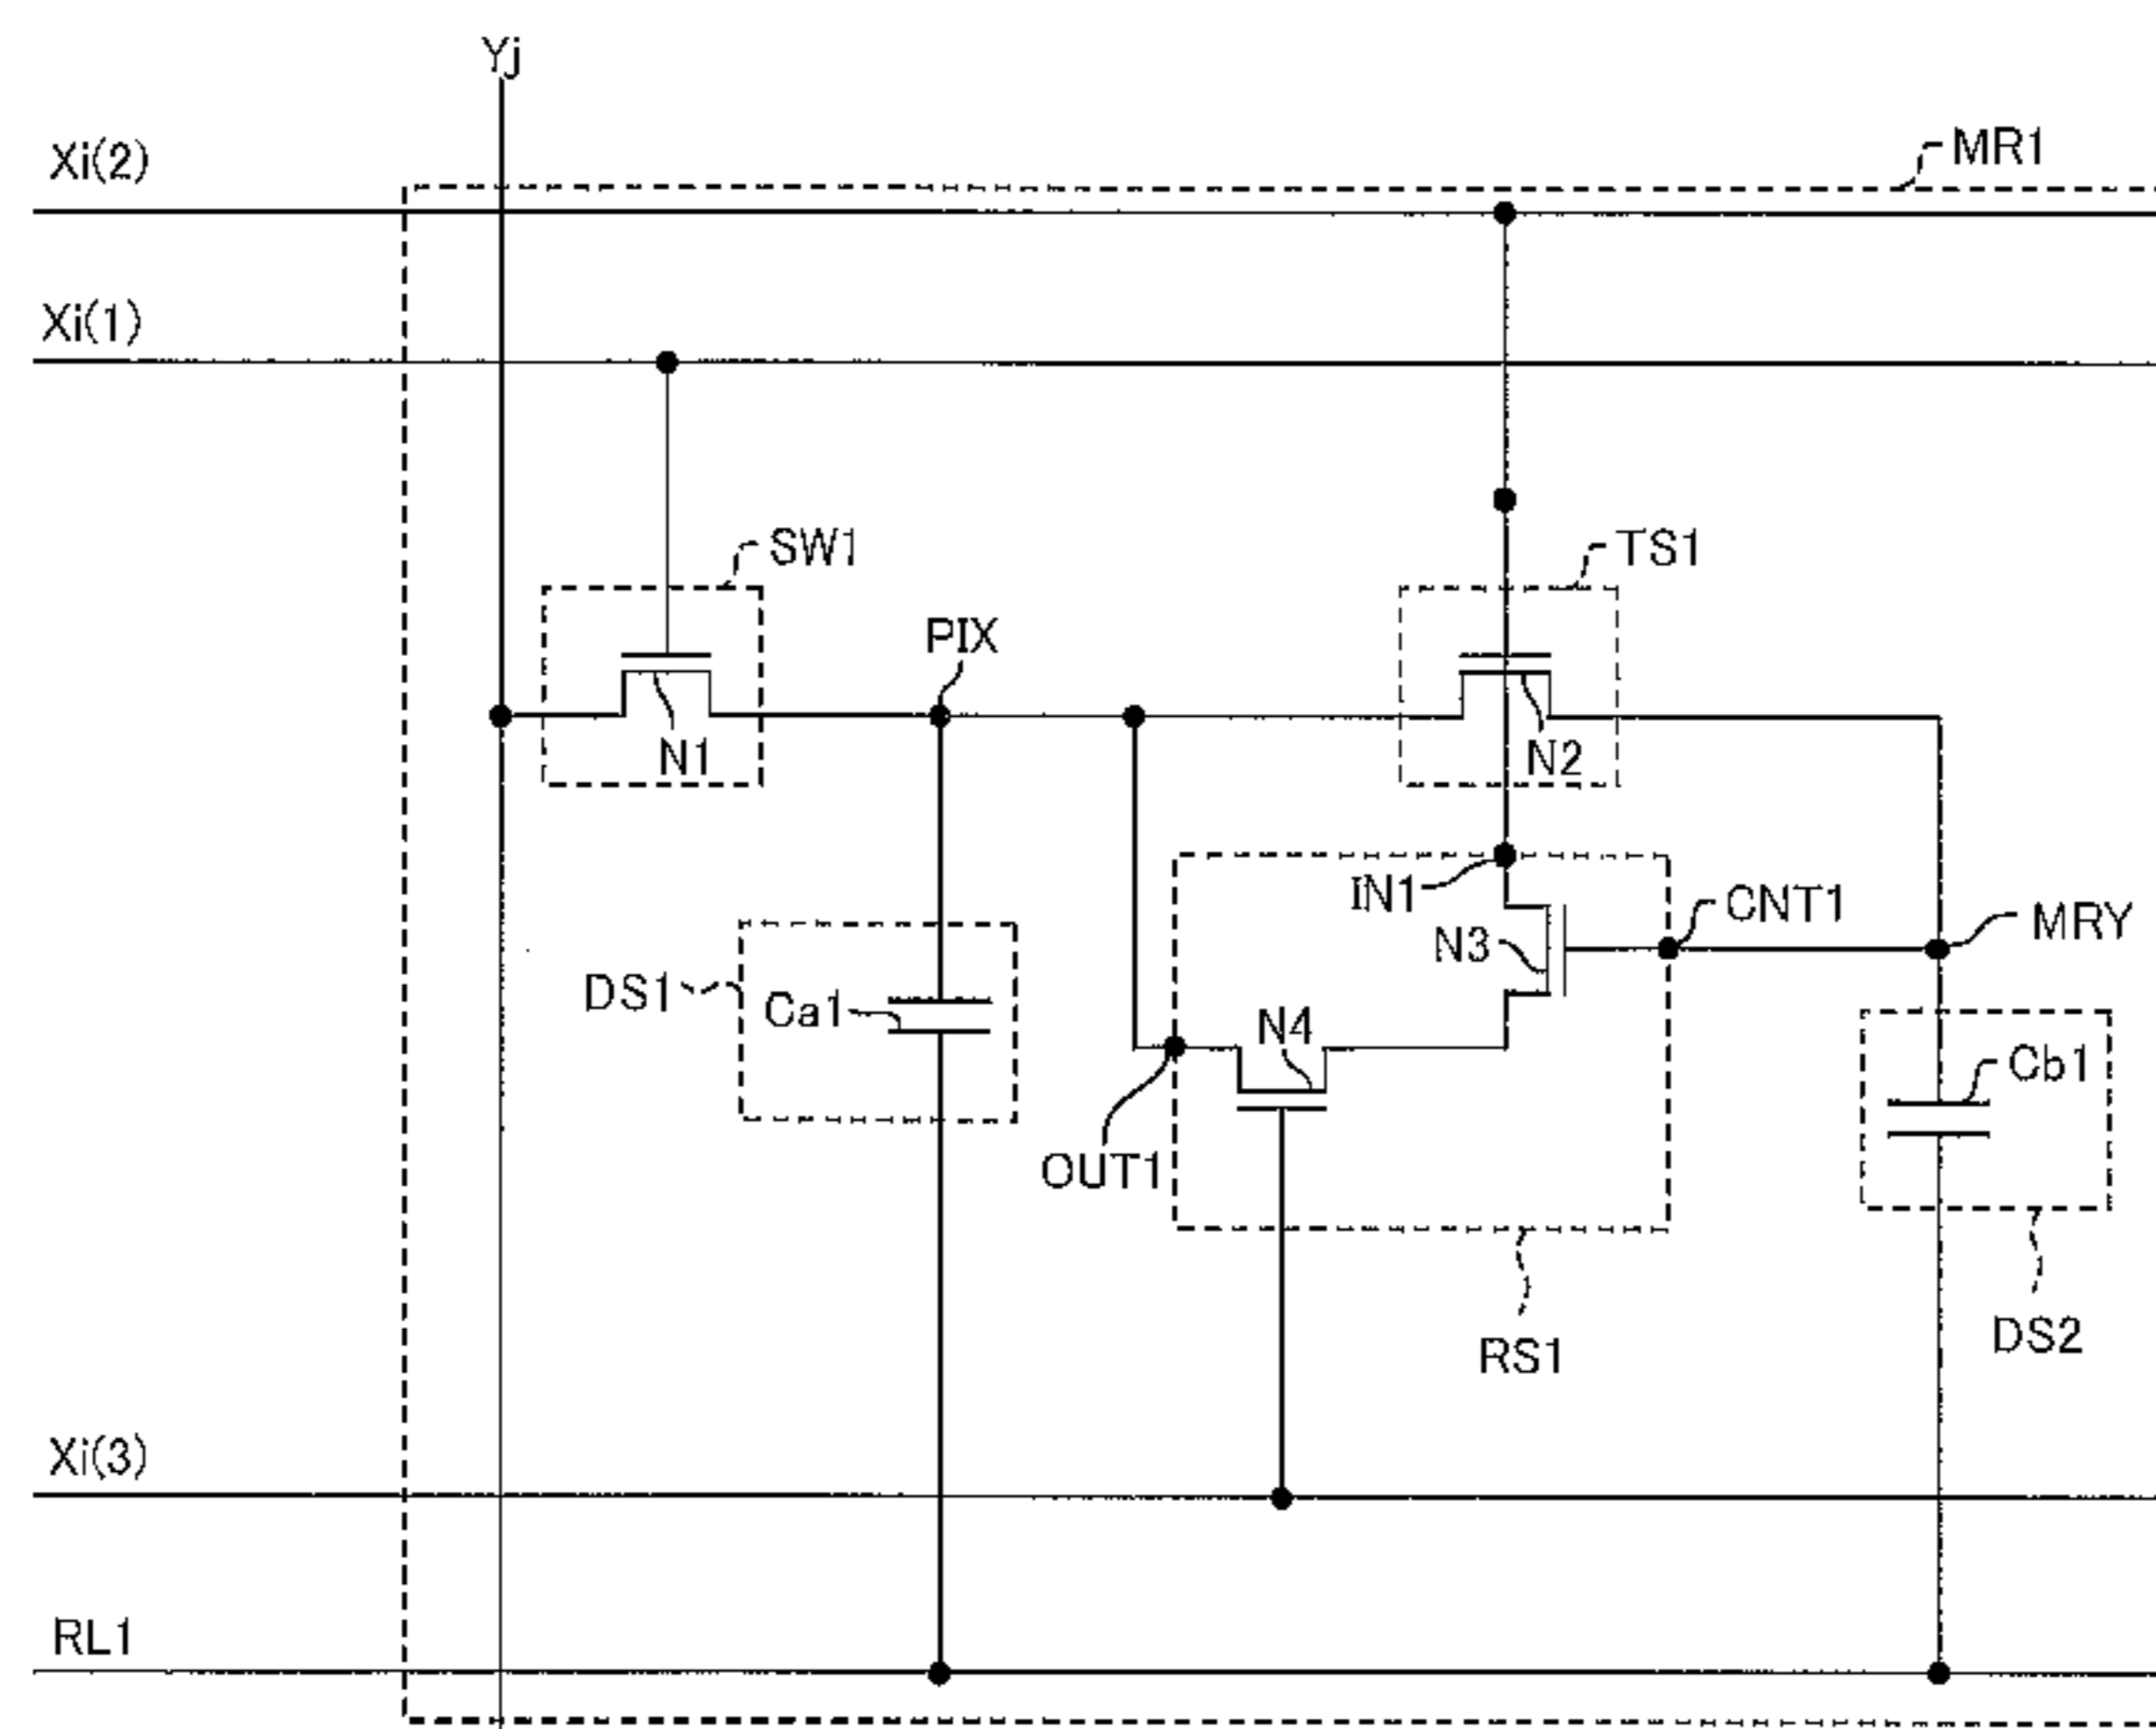 Yj
Xi(2)
MR1
Xi(1)
SW1
TS1
PIX
N1
N2
IN1
CNT1
MRY
N3
DS1
Ca1
N4
Cb1
OUT1
RS1
DS2
Xi(3)
RL1